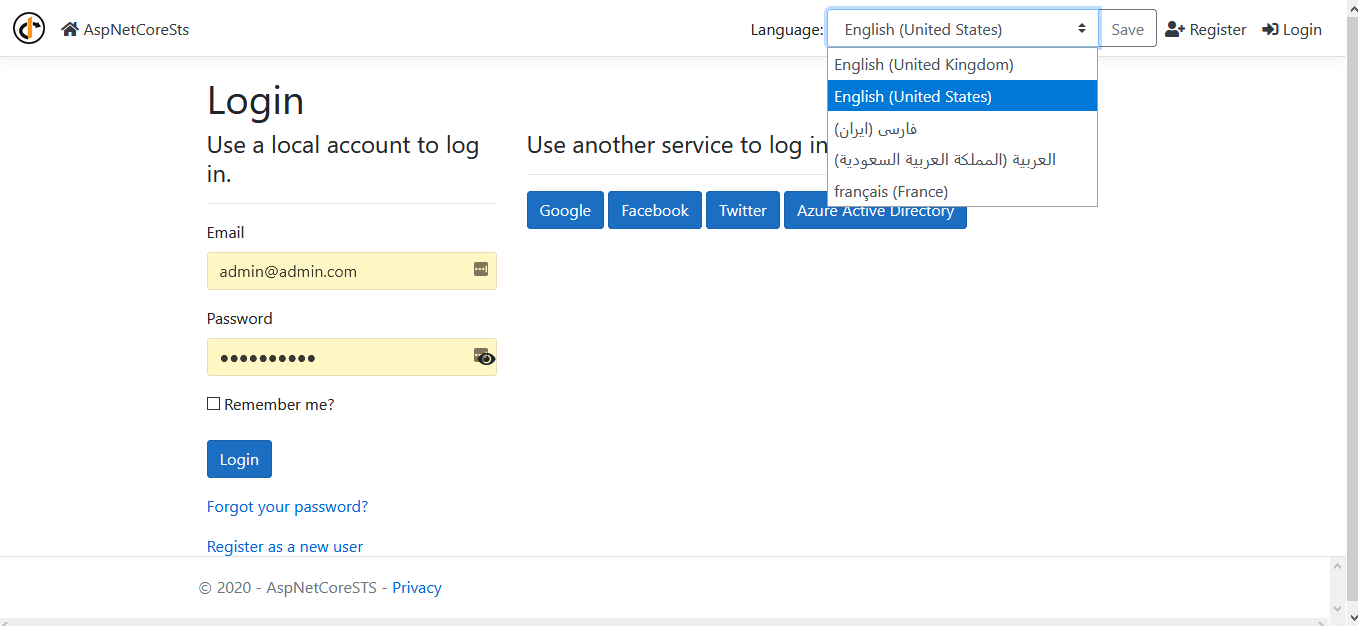 AspNetCoreSts
Language: English (United States) Save Register Login
English (United Kingdom)
English (United States)
فارسی (ایران)
العربية (المملكة العربية السعودية)
français (France)
Login
Use a local account to log
in.
Use another service to log in
Google Facebook Twitter Azure Active Directory
Email
admin@admin.com
Password
Remember me?
Login
Forgot your password?
Register as a new user
© 2020 - AspNetCoreSTS - Privacy